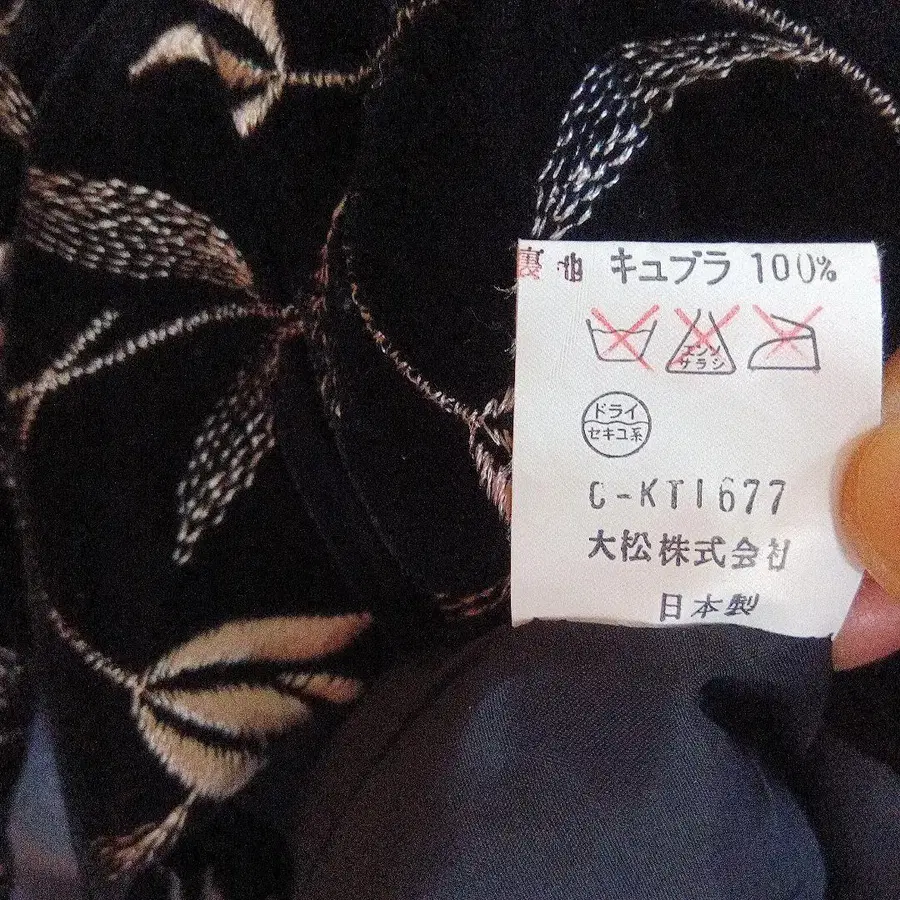 裏地 キュプラ 100%
エンソ
サラシ
ドライ
セキユ系
C-KT1677
大松株式会社
日本製